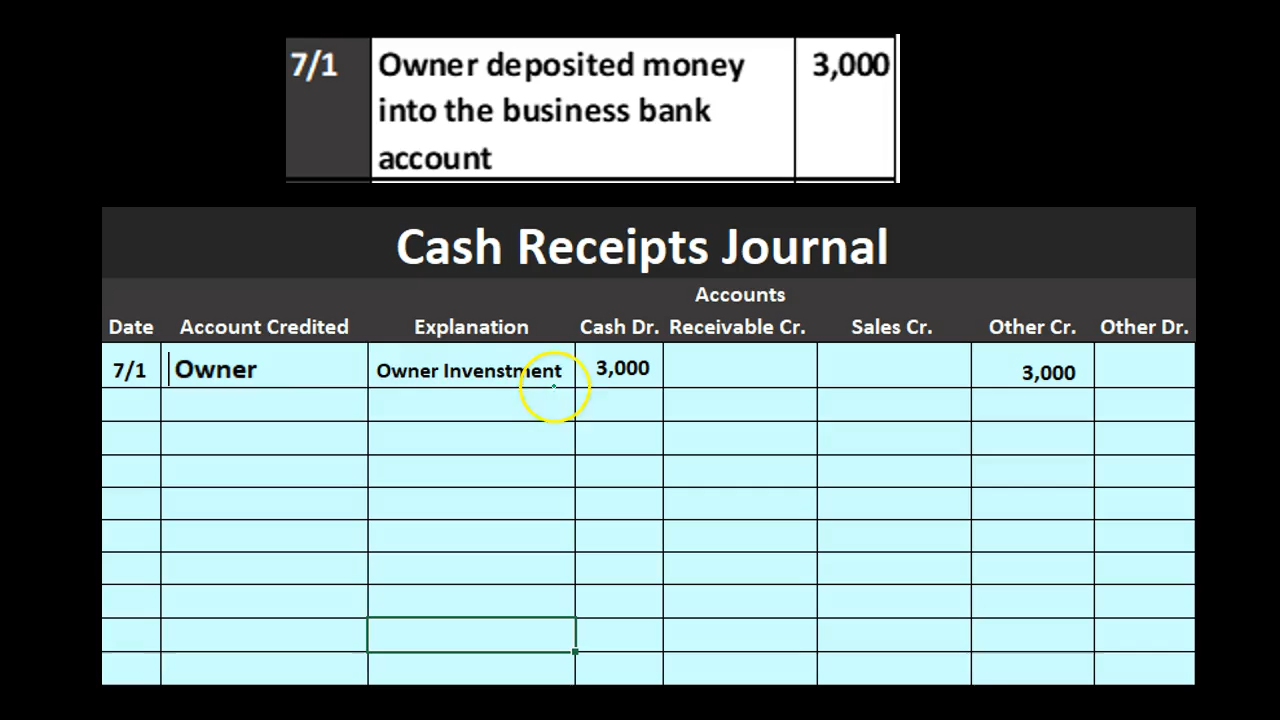 7/1 Owner deposited money 3,000
into the business bank
account
Cash Receipts Journal
Accounts
Date Account Credited Explanation Cash Dr. Receivable Cr. Sales Cr. Other Cr. Other Dr.
7/1 Owner Owner Invenstment 3,000 3,000